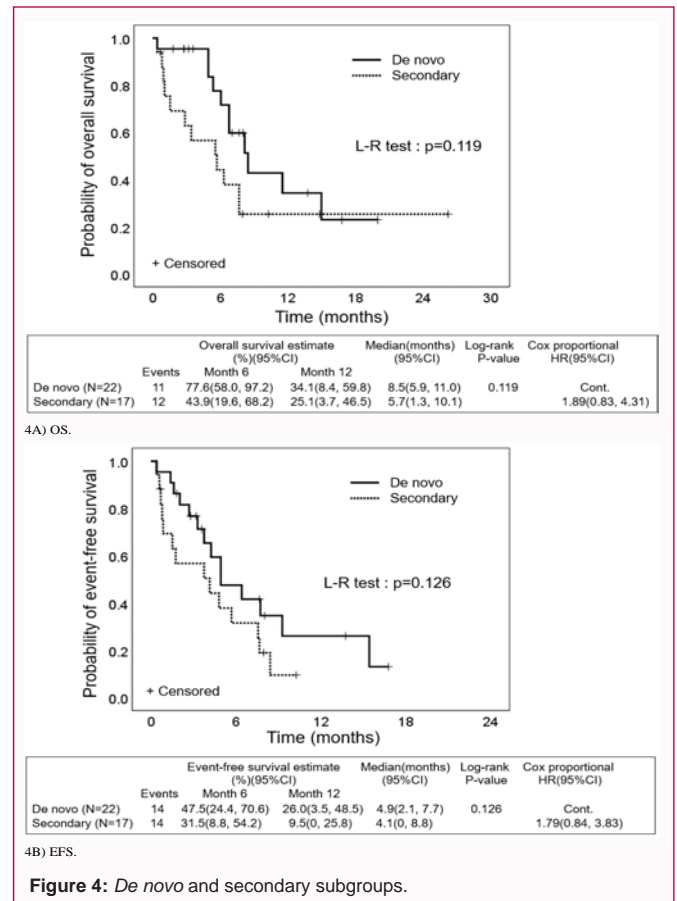 1.0
0.8
0.6
0.4
0.2
0.0
Probability of overall survival
De novo
Secondary
L-R test : p=0.119
+ Censored
0 6 12 18 24 30
Time (months)
Overall survival estimate Median(months) Log-rank Cox proportional
(%)(95%CI) (95%CI) P-value HR(95%CI)
Events Month 6 Month 12
De novo (N=22) 11 77.6(58.0, 97.2) 34.1(8.4, 59.8) 8.5(5.9, 11.0) 0.119 Cont.
Secondary (N=17) 12 43.9(19.6, 68.2) 25.1(3.7, 46.5) 5.7(1.3, 10.1) 1.89(0.83, 4.31)
4A) OS.
1.0
0.8
0.6
0.4
0.2
0.0
Probability of event-free survival
De novo
Secondary
L-R test : p=0.126
+ Censored
0 6 12 18 24
Time (months)
Event-free survival estimate Median(months) Log-rank Cox proportional
(%)(95%CI) (95%CI) P-value HR(95%CI)
Events Month 6 Month 12
De novo (N=22) 14 47.5(24.4, 70.6) 26.0(3.5, 48.5) 4.9(2.1, 7.7) 0.126 Cont.
Secondary (N=17) 14 31.5(8.8, 54.2) 9.5(0, 25.8) 4.1(0, 8.8) 1.79(0.84, 3.83)
4B) EFS.
Figure 4: De novo and secondary subgroups.